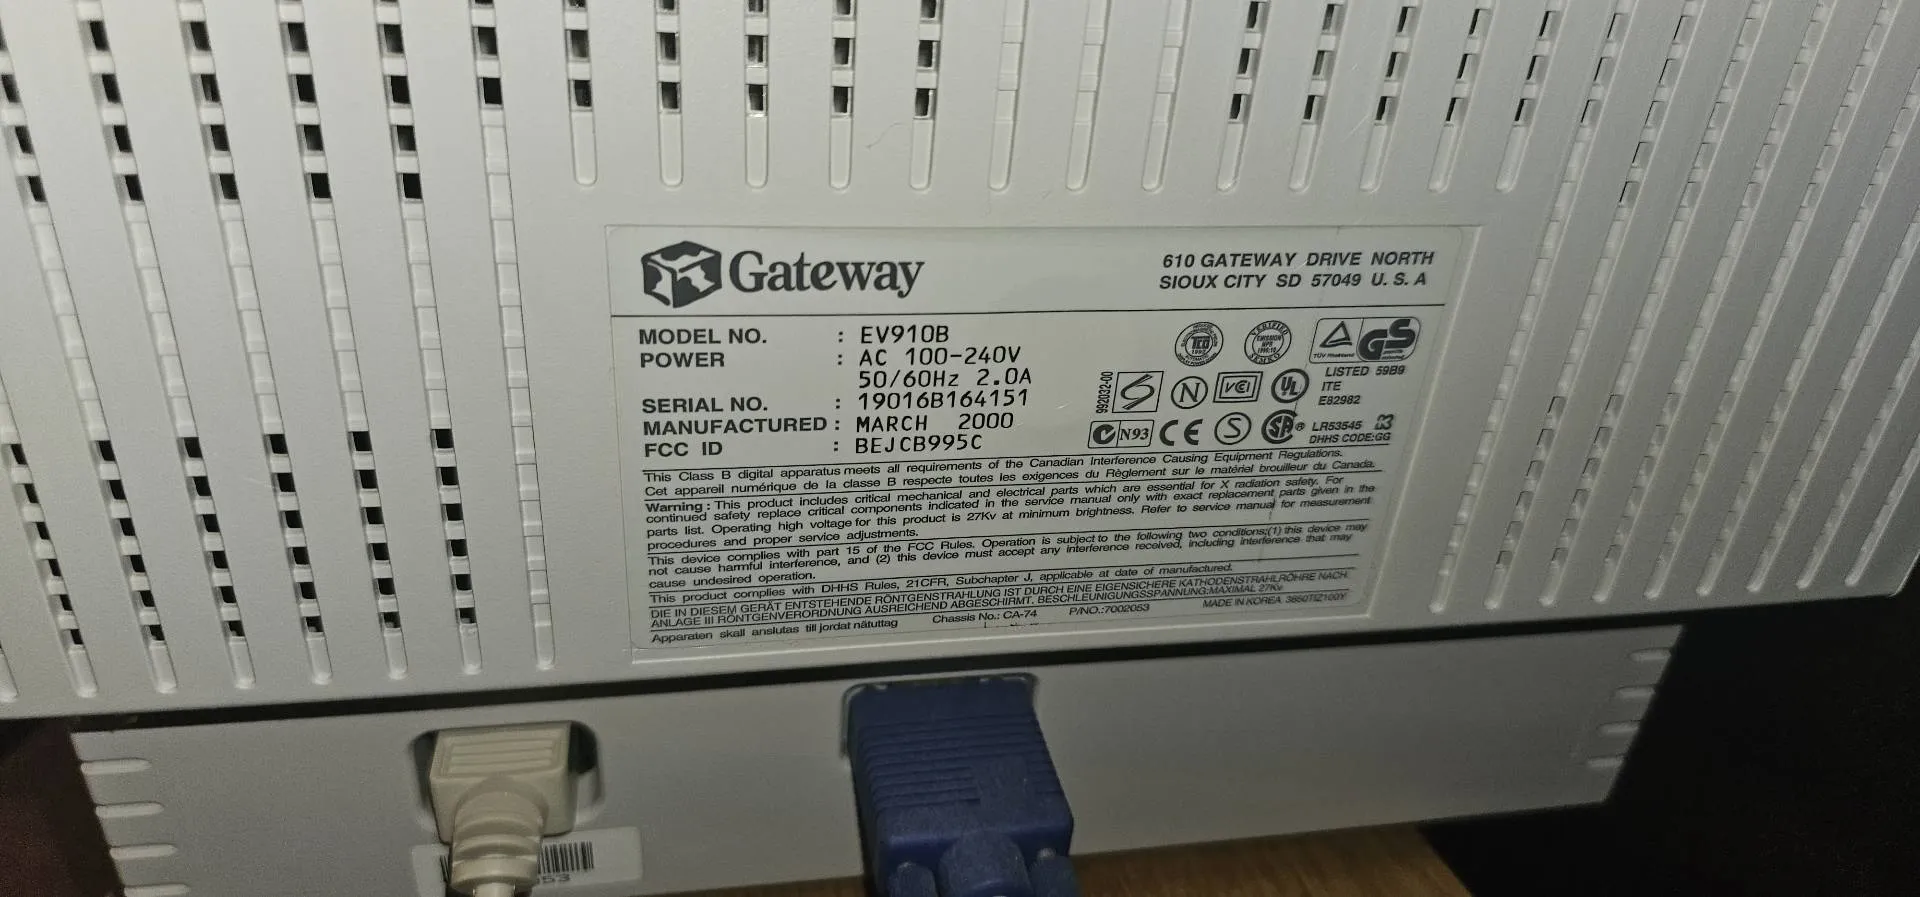 Gateway
610 GATEWAY DRIVE NORTH
SIOUX CITY SD 57049 U. S. A
MODEL NO. : EV910B
POWER : AC 100-240V
50/60Hz 2.0A
SERIAL NO. : 19016B164151
MANUFACTURED : MARCH 2000
FCC ID : BEJCB995C
TÜV Rheinland
GS
992032-00
N
VCI
UL
LISTED 59B9
ITE
E82982
N93
CE
S
SA
LR53545
DHHS CODE:GG
This Class B digital apparatus meets all requirements of the Canadian Interference Causing Equipment Regulations.
Cet appareil numérique de la classe B respecte toutes les exigences du Règlement sur le matériel brouilleur du Canada.
Warning : This product includes critical mechanical and electrical parts which are essential for X radiation safety. For
continued safety replace critical components indicated in the service manual only with exact replacement parts given in the
parts list. Operating high voltage for this product is 27Kv at minimum brightness. Refer to service manual for measurement
procedures and proper service adjustments.
This device complies with part 15 of the FCC Rules. Operation is subject to the following two conditions;(1) this device may
not cause harmful interference, and (2) this device must accept any interference received, including interference that may
cause undesired operation.
This product complies with DHHS Rules, 21CFR, Subchapter J, applicable at date of manufactured.
DIE IN DIESEM GERÄT ENTSTEHENDE RÖNTGENSTRAHLUNG IST DURCH EINE EIGENSICHERE KATHODENSTRAHLRÖHRE NACH
ANLAGE III RÖNTGENVERORDNUNG AUSREICHEND ABGESCHIRMT. BESCHLEUNIGUNGSSPANNUNG:MAXIMAL 27Kv
Apparaten skall anslutas till jordat nätuttag Chassis No.: CA-74 P/NO.:7002053 MADE IN KOREA 3850TIZ100Y